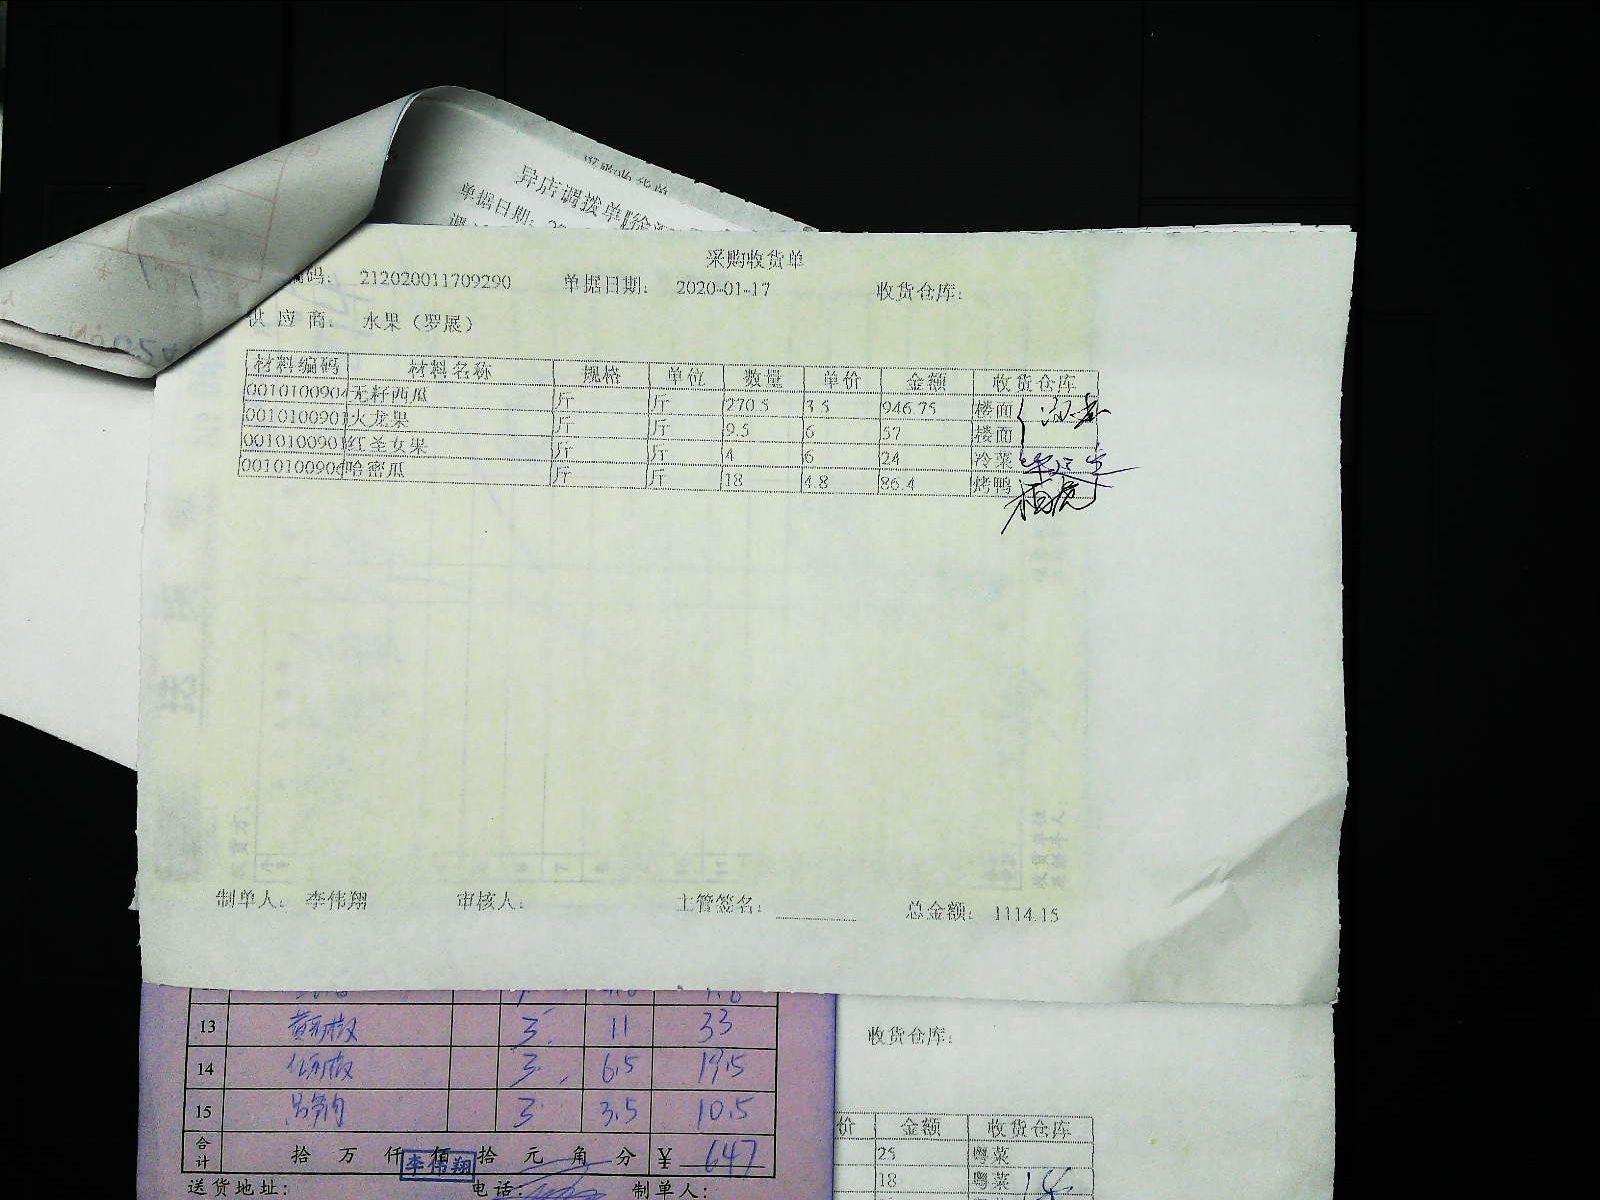 采购收货单
异店调拨单
单据日期:
采购收货单
编码: 212020011709290 单据日期: 2020-01-17 收货仓库:
供 应 商: 水果（罗展）
材料编码 材料名称 规格 单位 数量 单价 金额 收货仓库
0010100904 无籽西瓜 斤 斤 270.5 3.5 946.75 楼面
001010090 火龙果 斤 斤 9.5 6 57 楼面
001010090 红圣女果 斤 斤 4 6 24 冷菜
001010090 哈密瓜 斤 斤 18 4.8 86.4 烤鸭
制单人: 李伟翔 审核人: 主管签名: 总金额: 1114.15
13 3 11 33
14 3 6.5 19.5
15 3 3.5 10.5
合计 拾 万 仟 佰 拾 元 角 分 ¥ 647
李伟翔
送货地址: 电话: 制单人:
收货仓库:
价 金额 收货仓库
25 粤菜
18 粤菜